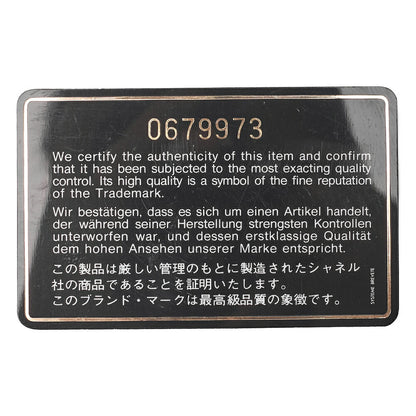 0679973
We certify the authenticity of this item and confirm
that it has been subjected to the most exacting quality
control. Its high quality is a symbol of the fine reputation
of the Trademark.
Wir bestätigen, dass es sich um einen Artikel handelt,
der während seiner Herstellung strengsten Kontrollen
unterworfen war, und dessen erstklassige Qualität
dem hohen Ansehen unserer Marke entspricht.
この製品は厳しい管理のもとに製造されたシャネル
社の商品であることを証明いたします。
このブランド・マークは最高級品質の象徴です。
SYSTEME BREVETE